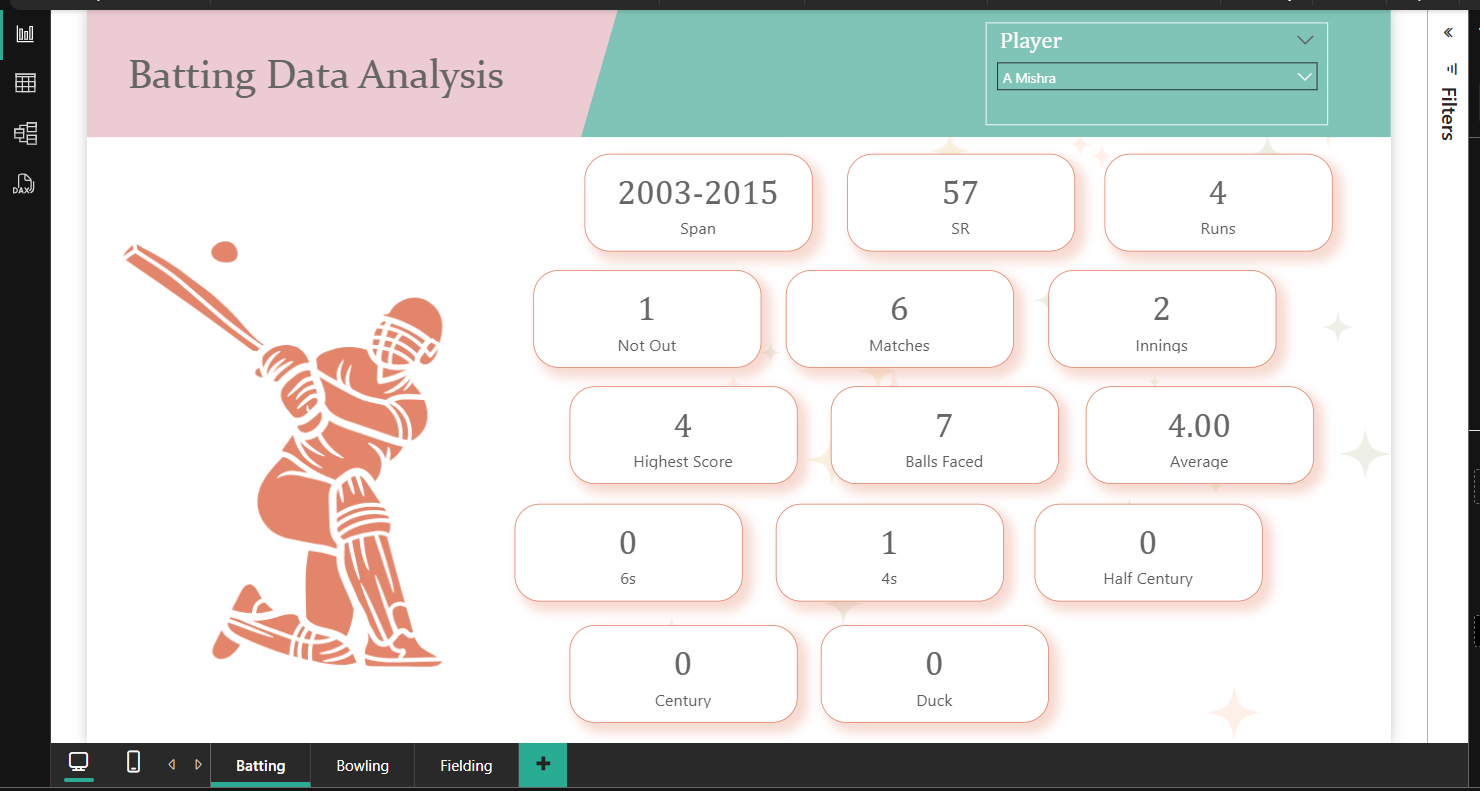 Batting Data Analysis
Player
A Mishra
Filters
DAX
2003-2015
Span
57
SR
4
Runs
1
Not Out
6
Matches
2
Innings
4
Highest Score
7
Balls Faced
4.00
Average
0
6s
1
4s
0
Half Century
0
Century
0
Duck
Batting
Bowling
Fielding